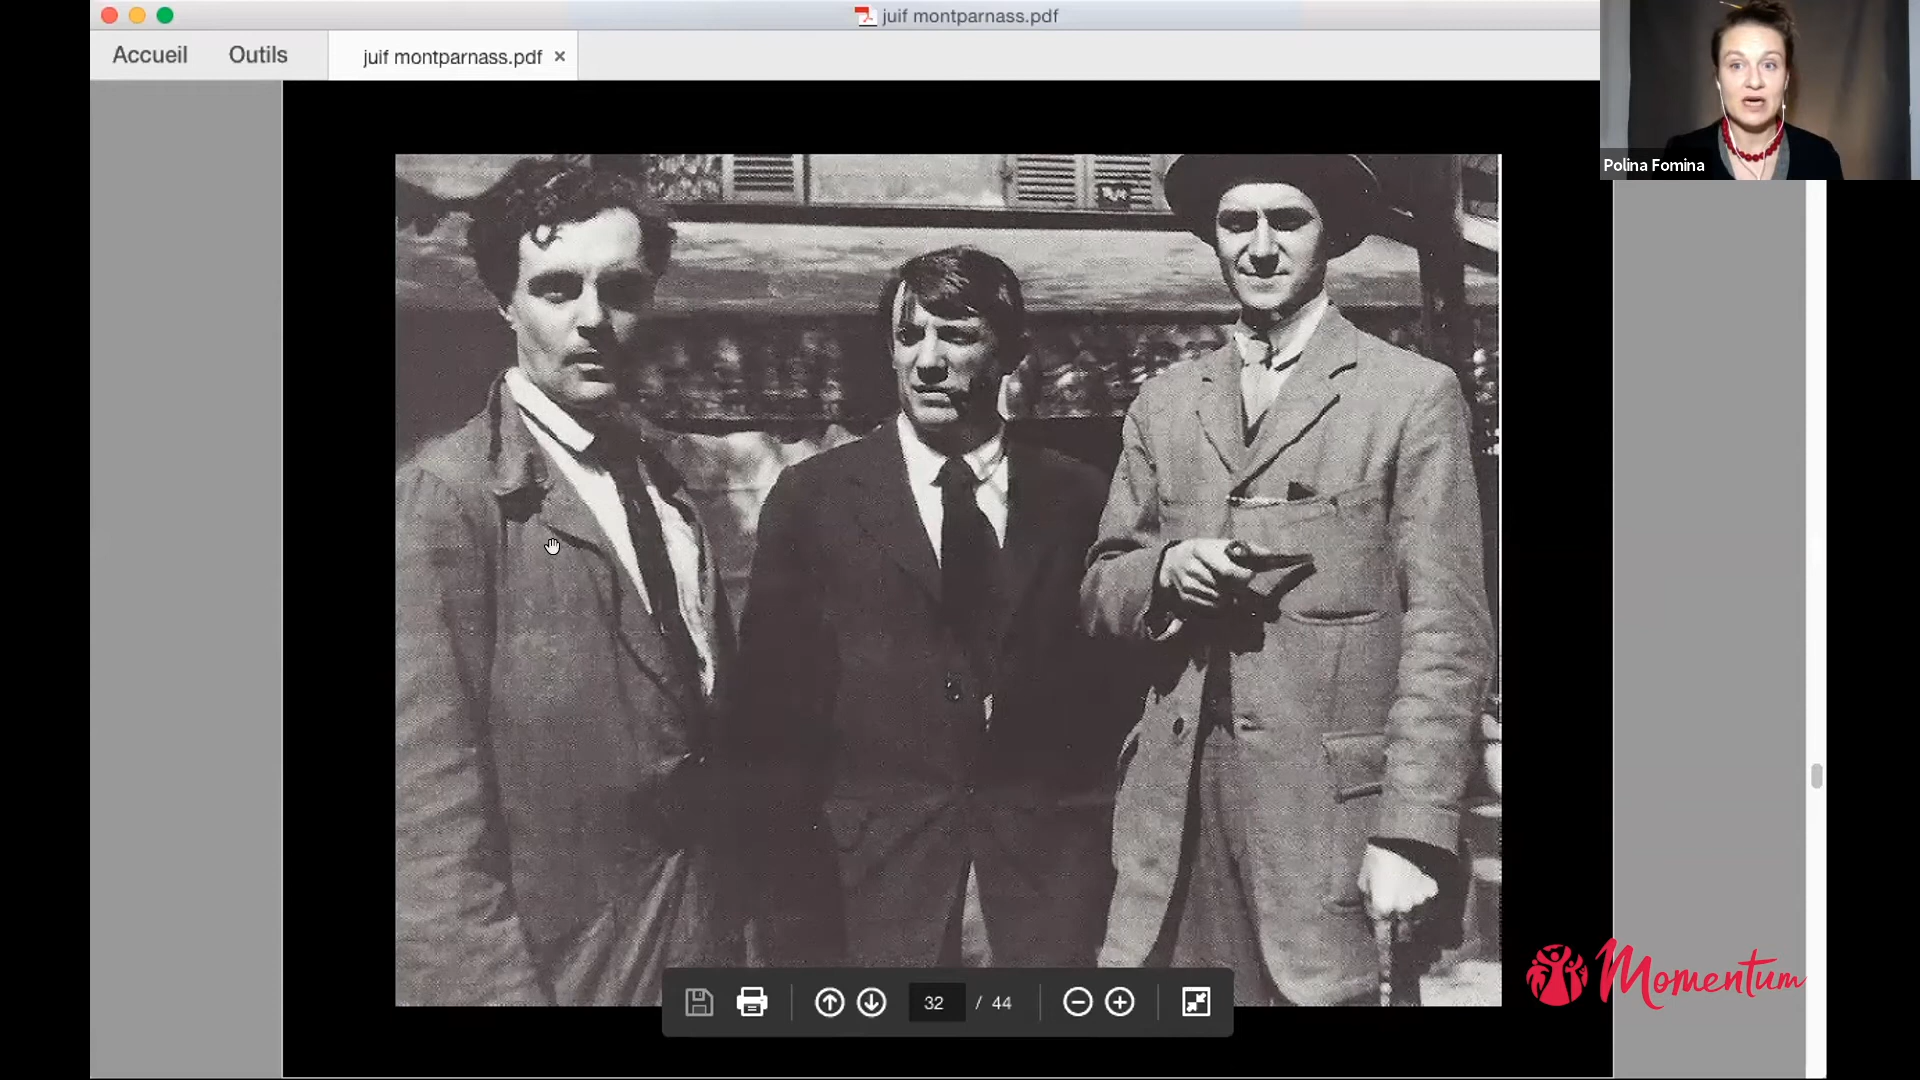 juif montparnass.pdf
Accueil
Outils
juif montparnass.pdf
Polina Fomina
32 / 44
Momentum